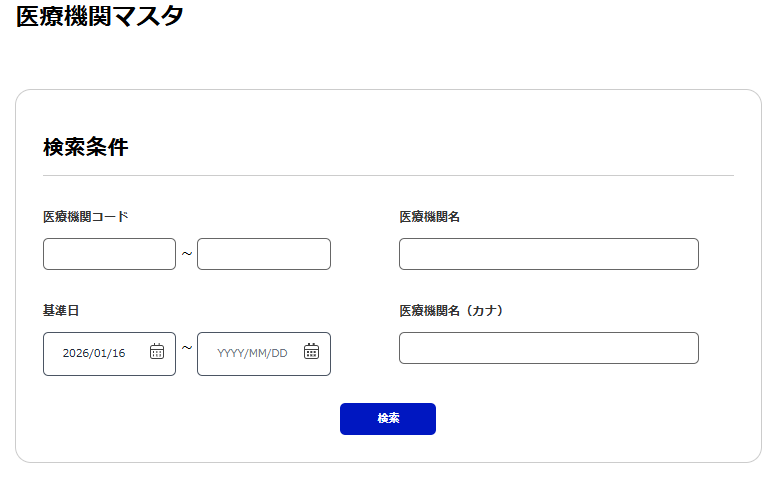 医療機関マスタ
検索条件
医療機関コード
医療機関名
～
基準日
医療機関名（カナ）
2026/01/16 ～ YYYY/MM/DD
検索